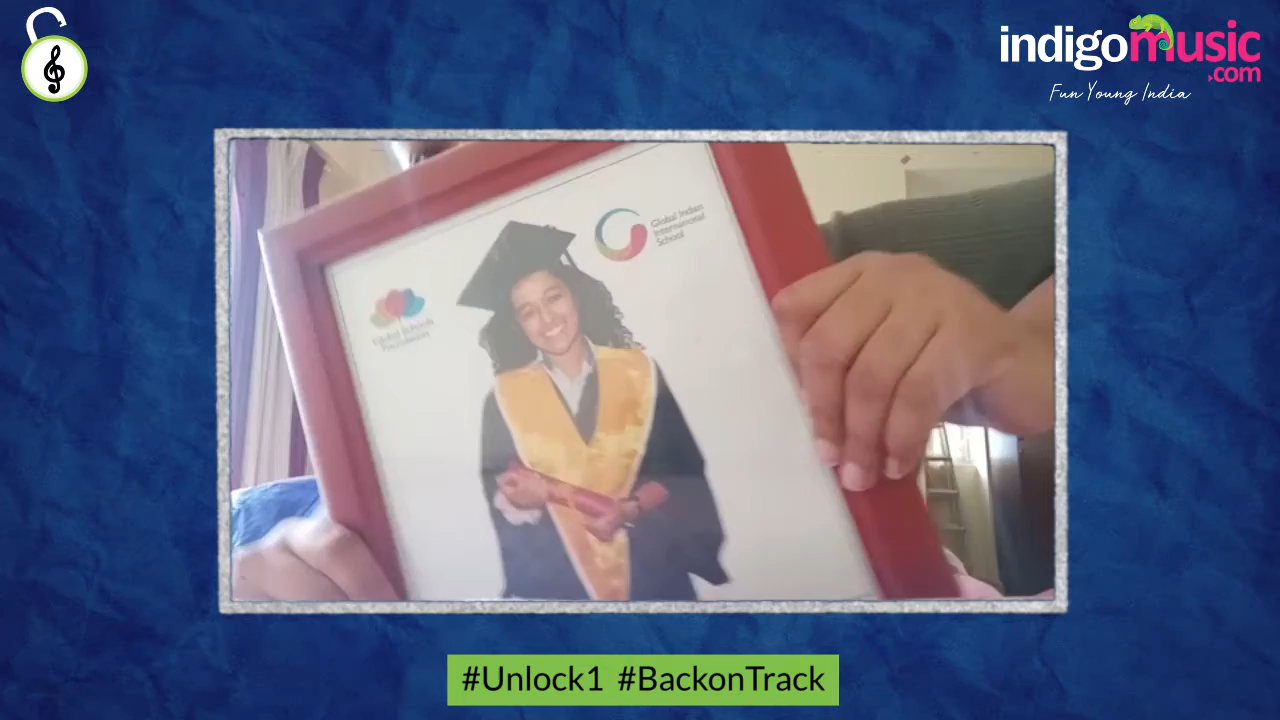 indigomusic
.com
Fun Young India
Global Indian
International
School
Global Schools
Foundation
#Unlock1 #BackonTrack